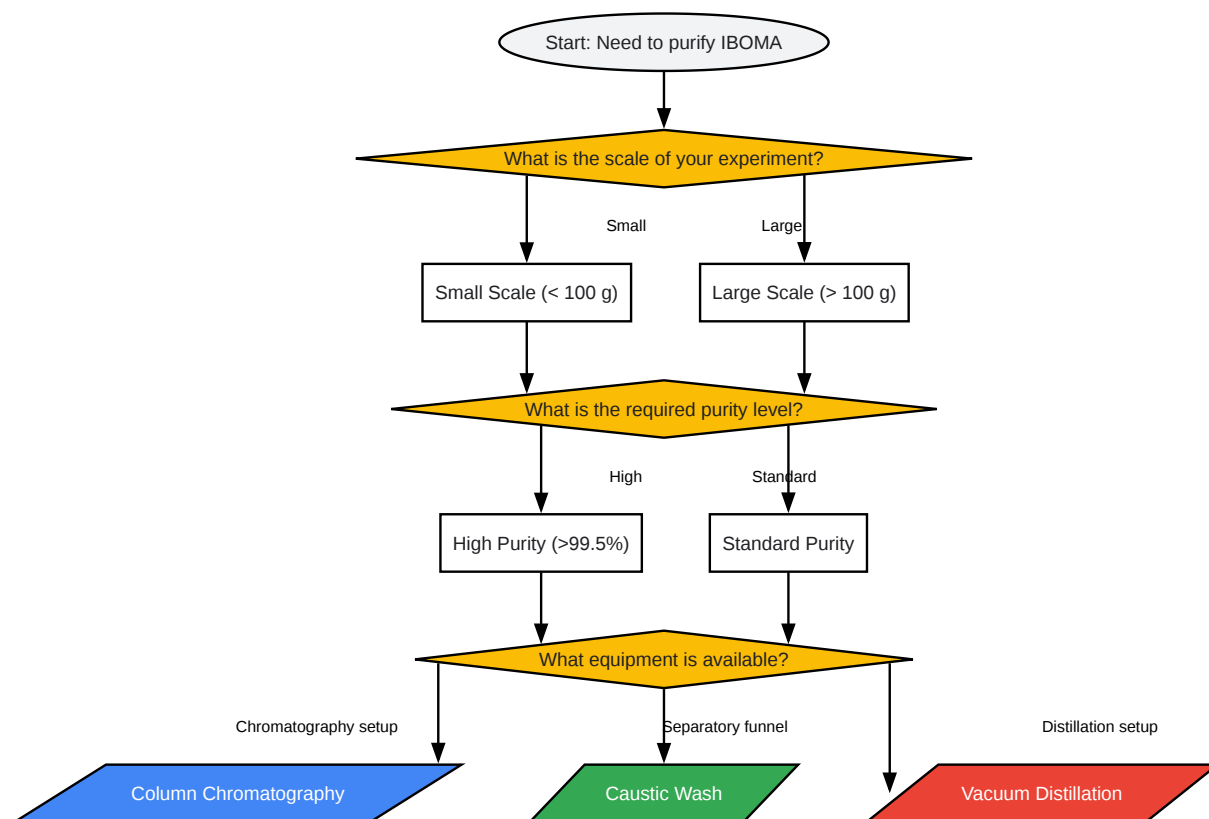 Start: Need to purify IBOMA
What is the scale of your experiment?
Small
Large
Small Scale (< 100 g)
Large Scale (> 100 g)
What is the required purity level?
High
Standard
High Purity (>99.5%)
Standard Purity
What equipment is available?
Chromatography setup
Separatory funnel
Distillation setup
Column Chromatography
Caustic Wash
Vacuum Distillation